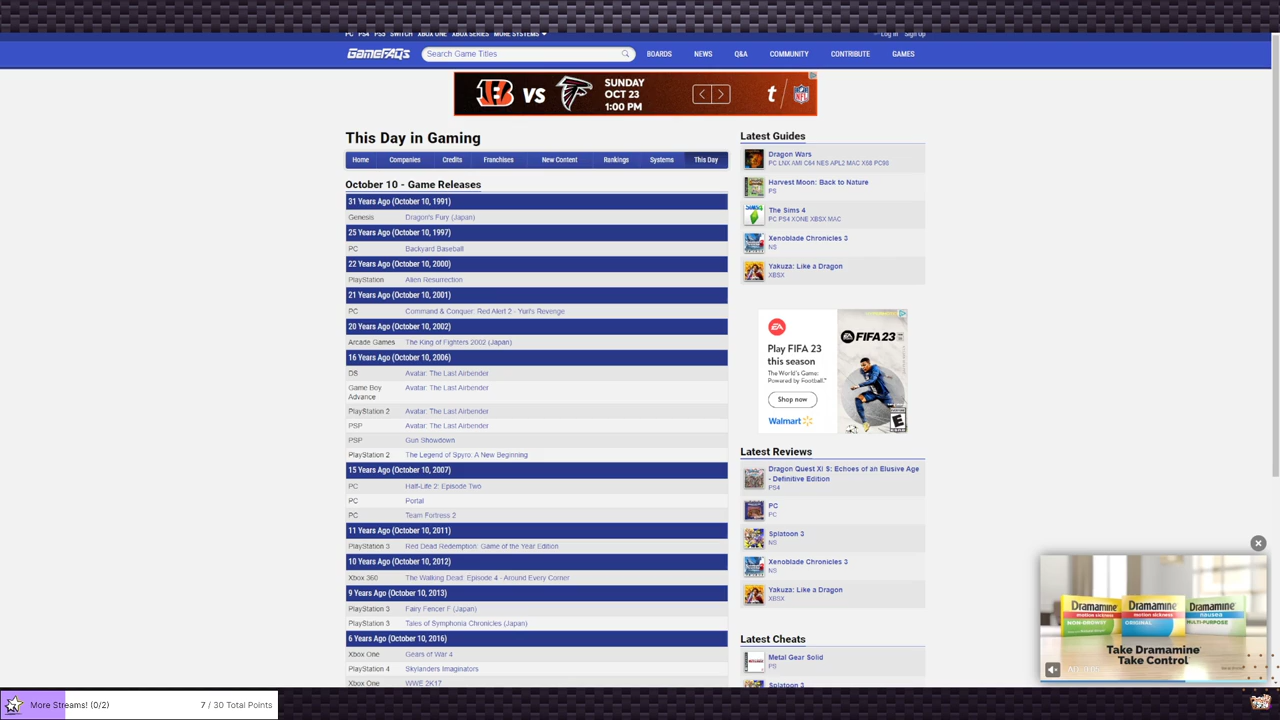 PC PS4 PS5 SWITCH XBOX ONE XBOX SERIES MORE SYSTEMS
Log In Sign Up
GameFAQs
Search Game Titles
BOARDS NEWS Q&A COMMUNITY CONTRIBUTE GAMES
VS
SUNDAY
OCT 23
1:00 PM
t
NFL
This Day in Gaming
Home Companies Credits Franchises New Content Rankings Systems This Day
October 10 - Game Releases
31 Years Ago (October 10, 1991)
Genesis Dragon's Fury (Japan)
25 Years Ago (October 10, 1997)
PC Backyard Baseball
22 Years Ago (October 10, 2000)
PlayStation Alien Resurrection
21 Years Ago (October 10, 2001)
PC Command & Conquer: Red Alert 2 - Yuri's Revenge
20 Years Ago (October 10, 2002)
Arcade Games The King of Fighters 2002 (Japan)
16 Years Ago (October 10, 2006)
DS Avatar: The Last Airbender
Game Boy Advance Avatar: The Last Airbender
PlayStation 2 Avatar: The Last Airbender
PSP Avatar: The Last Airbender
PSP Gun Showdown
PlayStation 2 The Legend of Spyro: A New Beginning
15 Years Ago (October 10, 2007)
PC Half-Life 2: Episode Two
PC Portal
PC Team Fortress 2
11 Years Ago (October 10, 2011)
PlayStation 3 Red Dead Redemption: Game of the Year Edition
10 Years Ago (October 10, 2012)
Xbox 360 The Walking Dead: Episode 4 - Around Every Corner
9 Years Ago (October 10, 2013)
PlayStation 3 Fairy Fencer F (Japan)
PlayStation 3 Tales of Symphonia Chronicles (Japan)
6 Years Ago (October 10, 2016)
Xbox One Gears of War 4
PlayStation 4 Skylanders Imaginators
Xbox One WWE 2K17
Latest Guides
Dragon Wars
PC LNX AMI C64 NES APL2 MAC X68 PC98
Harvest Moon: Back to Nature
PS
The Sims 4
PC PS4 XONE XBSX MAC
Xenoblade Chronicles 3
NS
Yakuza: Like a Dragon
XBSX
EA
Play FIFA 23
this season
The World's Game:
Powered by Football.™
Shop now
Walmart
FIFA 23
E
Latest Reviews
Dragon Quest XI S: Echoes of an Elusive Age
- Definitive Edition
PS4
PC
PC
Splatoon 3
NS
Xenoblade Chronicles 3
NS
Yakuza: Like a Dragon
XBSX
Latest Cheats
Metal Gear Solid
PS
Splatoon 3
Dramamine Dramamine Dramamine
motion sickness motion sickness nausea
NON-DROWSY ORIGINAL MULTI-PURPOSE
Take Dramamine
Take Control
More Streams! (0/2)
7 / 30 Total Points